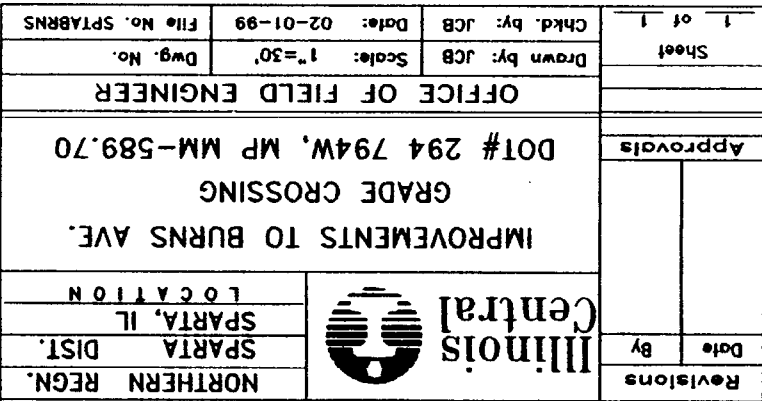 Revisions
Date By
Illinois
Central
NORTHERN REGN.
SPARTA DIST.
SPARTA, IL
LOCATION
IMPROVEMENTS TO BURNS AVE.
GRADE CROSSING
DOT# 294 794W, MP MM-589.70
Approvals
OFFICE OF FIELD ENGINEER
Sheet
1 of 1
Drawn by: JCB Scale: 1"=30' Dwg. No.
Chkd. by: JCB Date: 02-01-99 File No. SPTABRNS